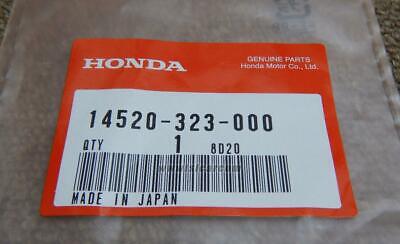 HONDA
GENUINE PARTS
Honda Motor Co., Ltd.
14520-323-000
QTY 1 8D20
MADE IN JAPAN